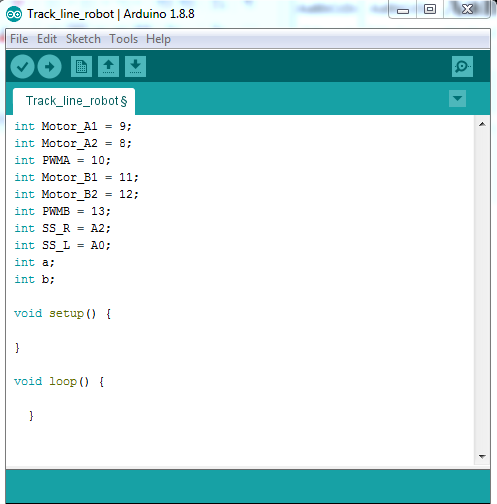 Track_line_robot | Arduino 1.8.8
File Edit Sketch Tools Help
Track_line_robot §
int Motor_A1 = 9;
int Motor_A2 = 8;
int PWMA = 10;
int Motor_B1 = 11;
int Motor_B2 = 12;
int PWMB = 13;
int SS_R = A2;
int SS_L = A0;
int a;
int b;
void setup() {
}
void loop() {
}